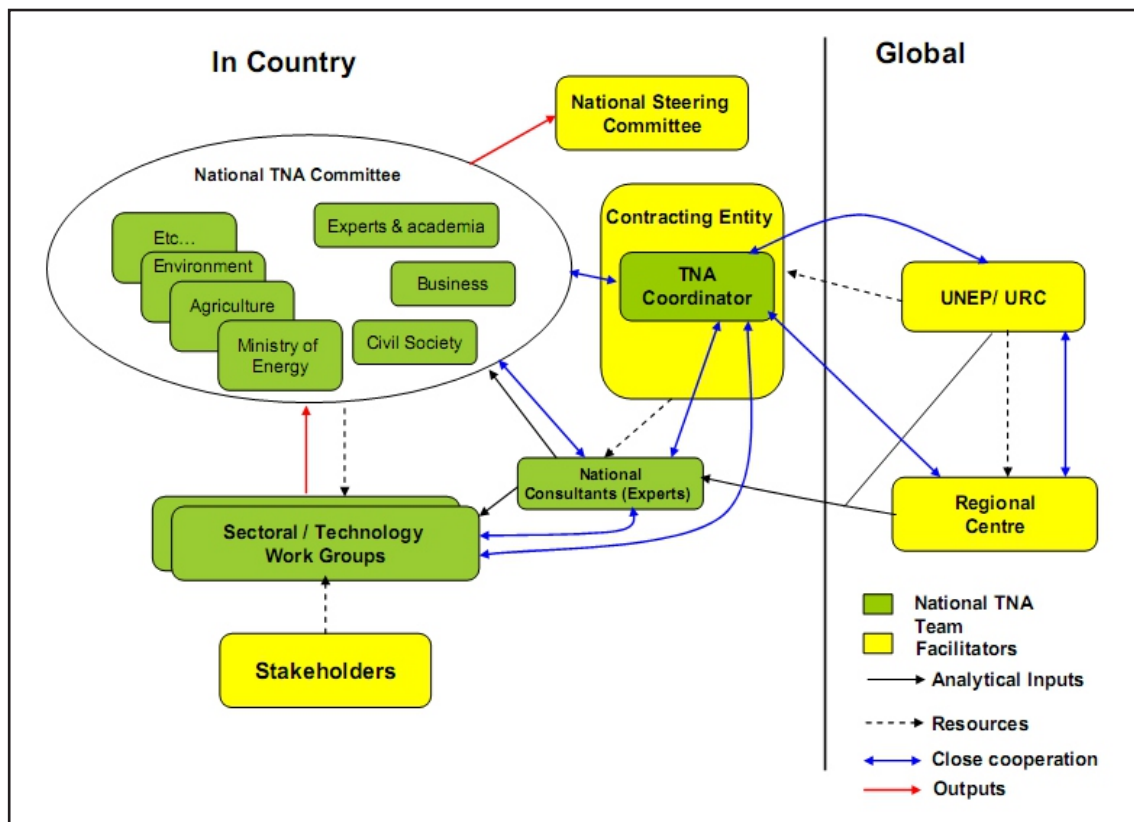 In Country
Global
National Steering
Committee
National TNA Committee
Etc...
Environment
Agriculture
Ministry of
Energy
Experts & academia
Business
Civil Society
Contracting Entity
TNA
Coordinator
UNEP/ URC
National
Consultants (Experts)
Regional
Centre
Sectoral / Technology
Work Groups
Stakeholders
National TNA
Team
Facilitators
Analytical Inputs
Resources
Close cooperation
Outputs